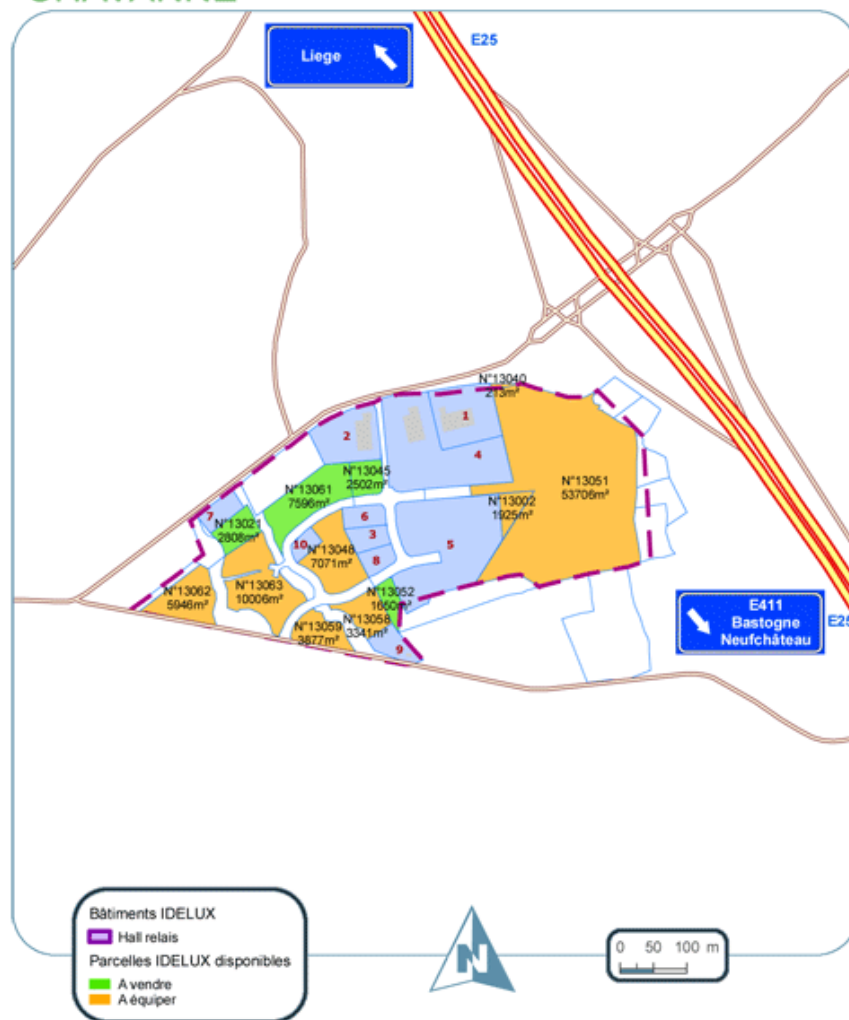 Liege
E25
N°13040
213m²
1
2
4
N°13045
2502m²
N°13061
7596m²
N°13051
53706m²
N°13002
1925m²
7
N°13021
2808m²
6
3
10
N°13048
7071m²
5
8
N°13062
5946m²
N°13063
10006m²
N°13052
1650m²
N°13058
3341m²
N°13059
3877m²
9
E411
Bastogne
Neufchâteau
E25
Bâtiments IDELUX
Hall relais
Parcelles IDELUX disponibles
A vendre
A équiper
N
0 50 100 m